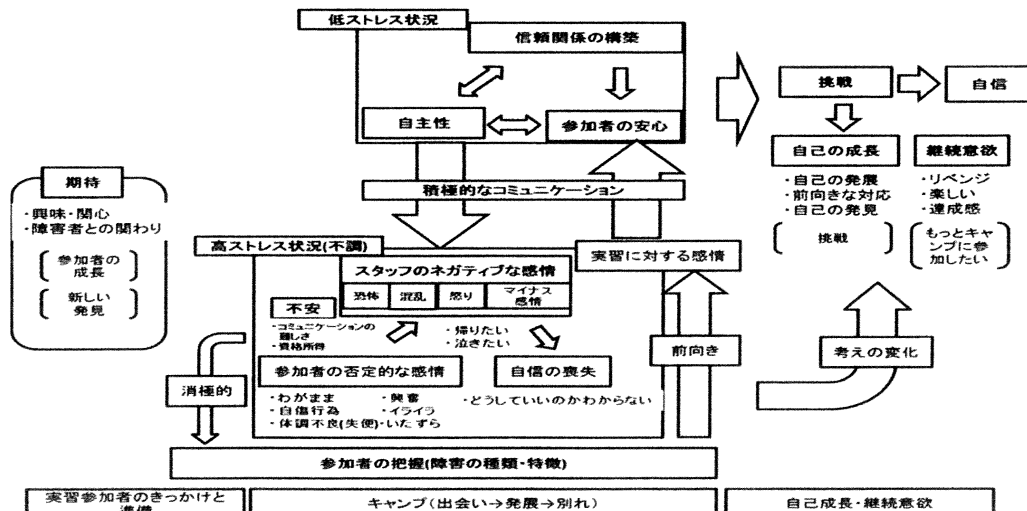 低ストレス状況
信頼関係の構築
自主性
参加者の安心
挑戦
自信
自己の成長
・自己の発展
・前向きな対応
・自己の発見
挑戦
継続意欲
・リベンジ
・楽しい
・達成感
もっとキャ
ンプに参
加したい
期待
・興味・関心
・障害者との関わり
参加者の
成長
新しい
発見
積極的なコミュニケーション
高ストレス状況(不調)
スタッフのネガティブな感情
恐怖
混乱
怒り
マイナス
感情
実習に対する感情
不安
・コミュニケーションの
難しさ
・資格所得
・帰りたい
・泣きたい
前向き
考えの変化
消極的
参加者の否定的な感情
・わがまま ・興奮
・自傷行為 ・イライラ
・体調不良(失便)・いたずら
自信の喪失
・どうしていいのかわからない
参加者の把握(障害の種類・特徴)
実習参加者のきっかけと
準備
キャンプ(出会い→発展→別れ)
自己成長・継続意欲